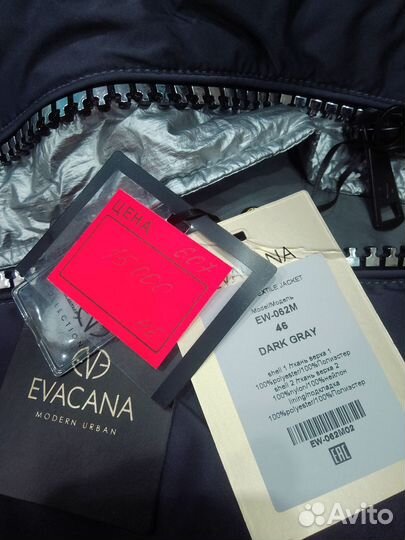 ЦЕНА
EVACANA
MODERN URBAN
TEXTILE JACKET
Model/Модель
EW-062M
46
DARK GRAY
shell 1 /ткань верха 1
100%polyester/100%Полиэстер
shell 2 /ткань верха 2
100%nylon/100%нейлон
lining/подкладка
100%polyester/100%Полиэстер
EW-062M02
EAC
Avito